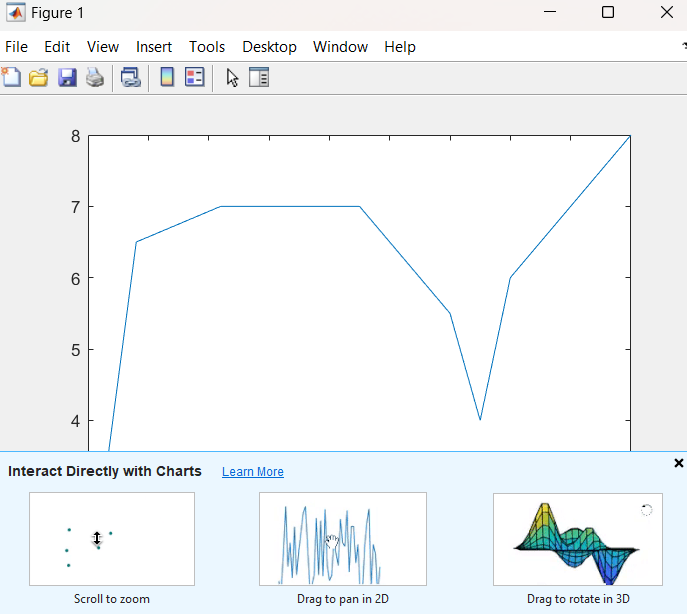 Figure 1
File Edit View Insert Tools Desktop Window Help
8
7
6
5
4
Interact Directly with Charts Learn More
Scroll to zoom Drag to pan in 2D Drag to rotate in 3D